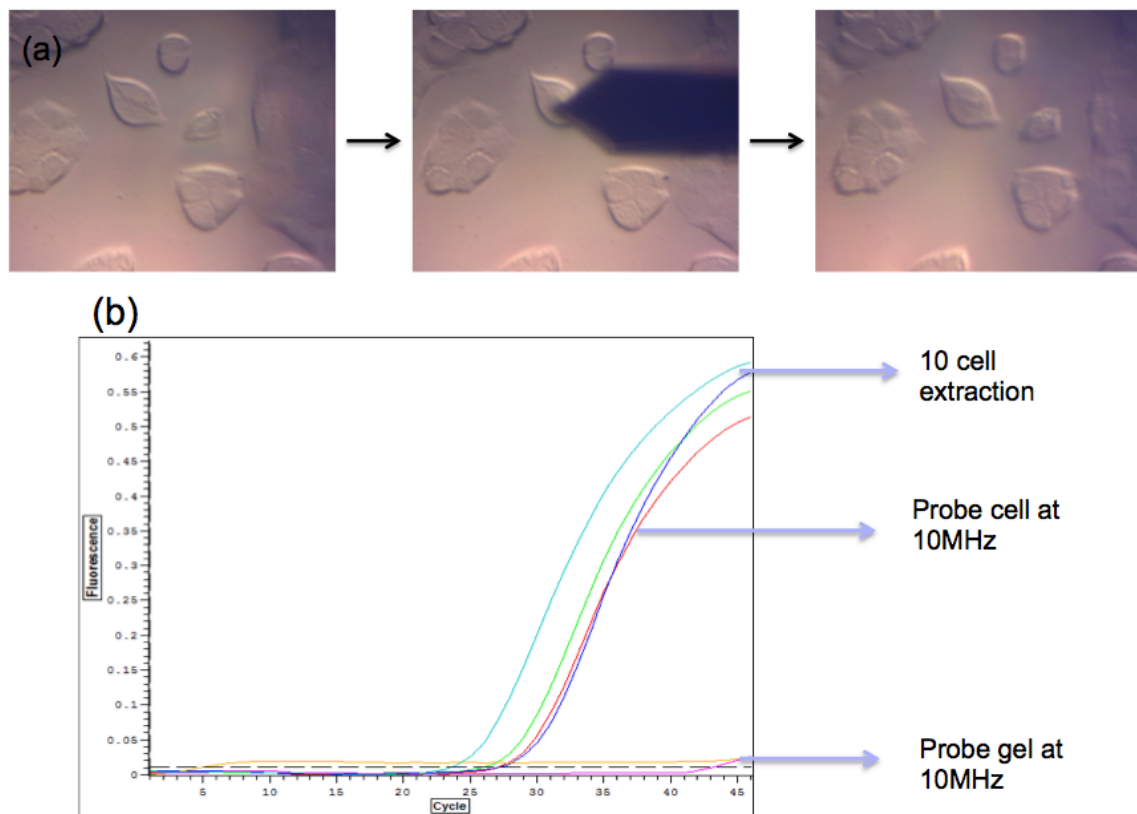 (a)
(b)
0.6
0.55
0.5
0.45
0.4
0.35
0.3
0.25
0.2
0.15
0.1
0.05
0
Fluorescence
5
10
15
20
25
30
35
40
45
Cycle
10 cell
extraction
Probe cell at
10MHz
Probe gel at
10MHz